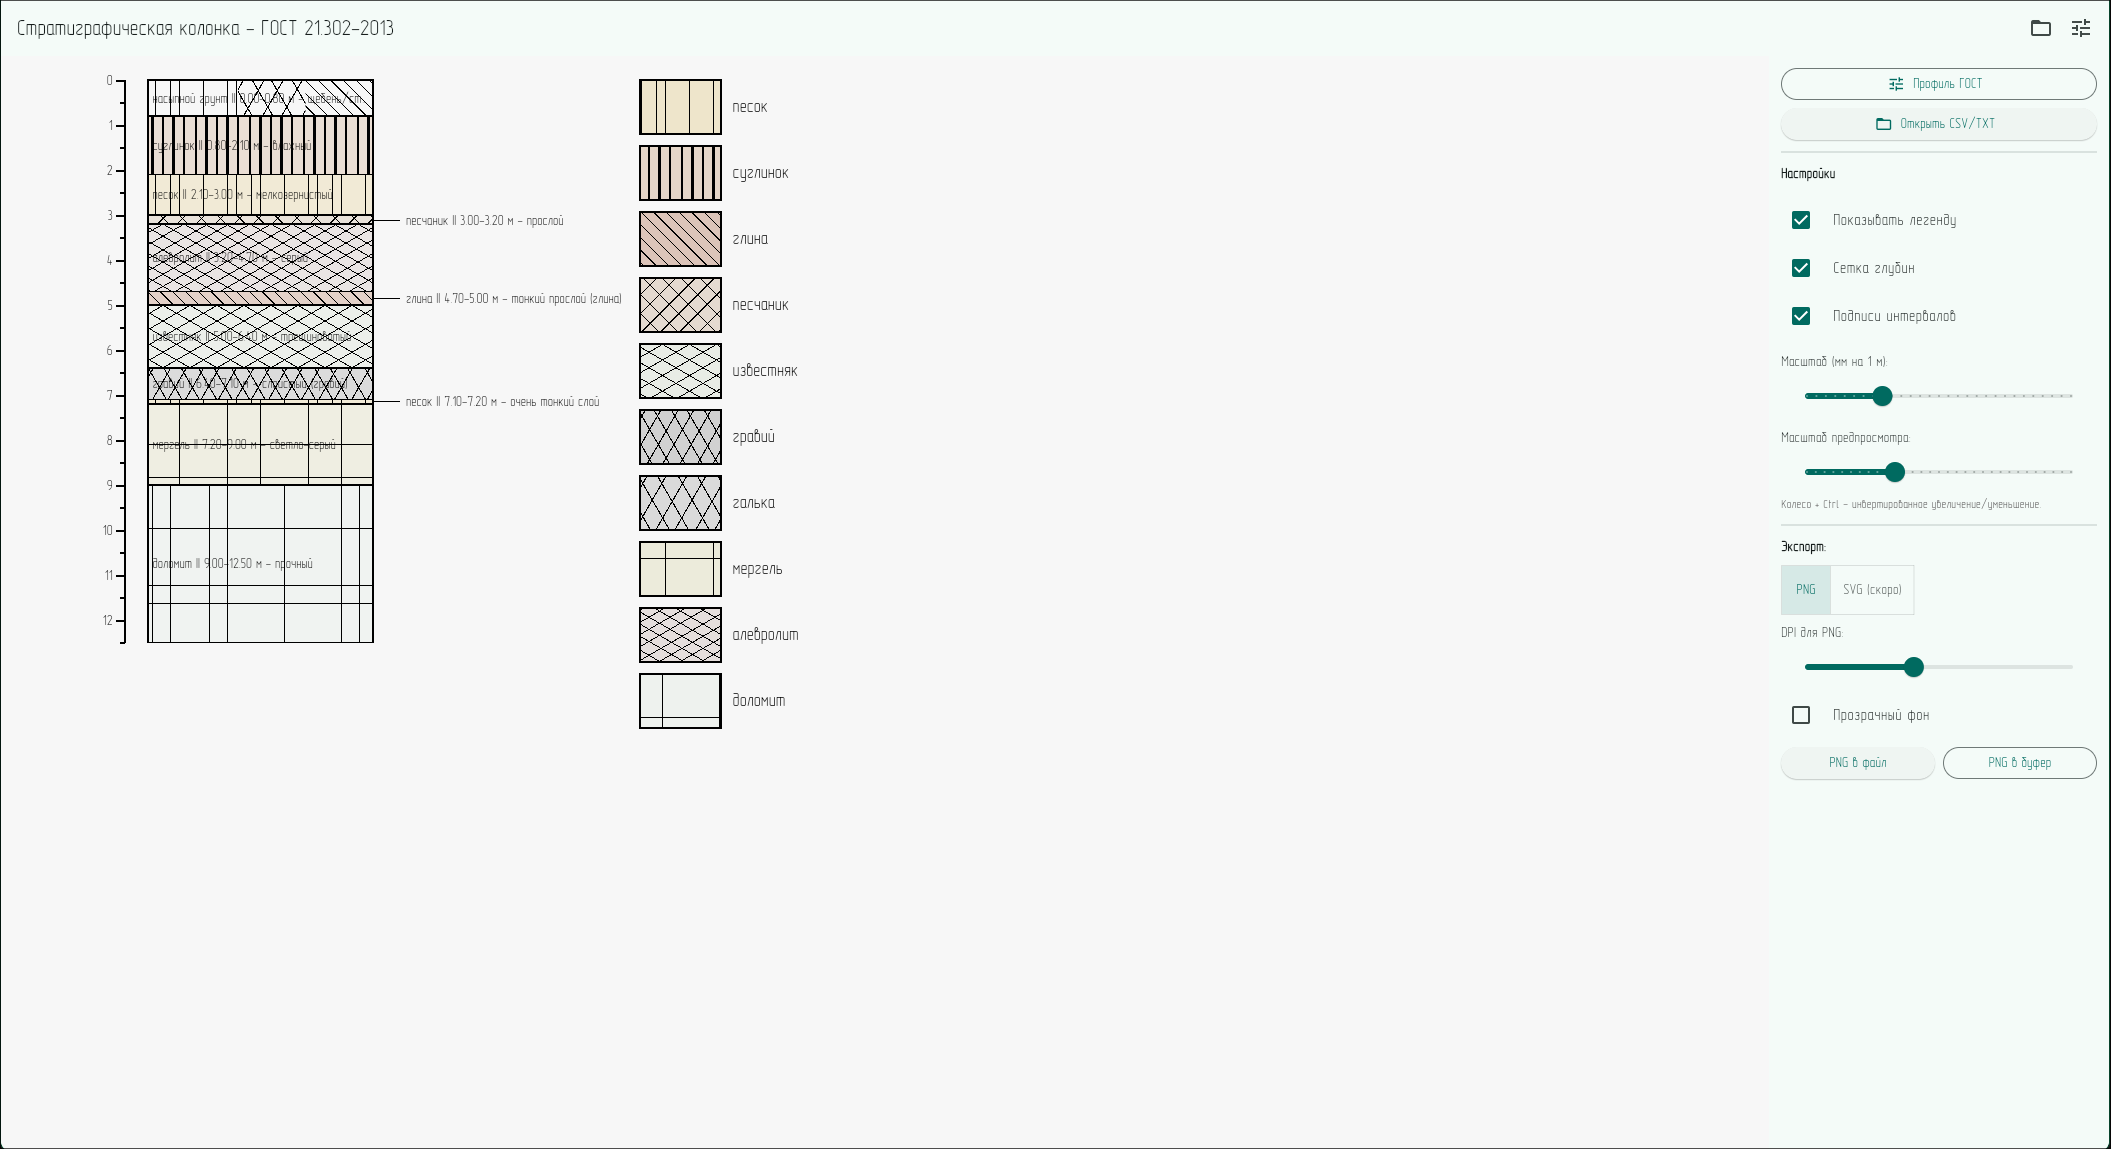 Стратиграфическая колонка – ГОСТ 21.302-2013
0
1
2
3
4
5
6
7
8
9
10
11
12
насыпной грунт || 0.00-0.80 м – щебень/ст
суглинок || 0.80-2.10 м – влажный
песок || 2.10-3.00 м – мелкозернистый
песчаник || 3.00-3.20 м – прослой
алевролит || 3.20-4.70 м – серый
глина || 4.70-5.00 м – тонкий прослой (глина)
известняк || 5.00-6.40 м – трещиноватый
гравий || 6.40-7.10 м – слоистый (гравий)
песок || 7.10-7.20 м – очень тонкий слой
мергель || 7.20-9.00 м – светло-серый
доломит || 9.00-12.50 м – прочный
песок
суглинок
глина
песчаник
известняк
гравий
галька
мергель
алевролит
доломит
Профиль ГОСТ
Открыть CSV/TXT
Настройки
Показывать легенду
Сетка глубин
Подписи интервалов
Масштаб (мм на 1 м):
Масштаб предпросмотра:
Колесо + Ctrl – инвертированное увеличение/уменьшение.
Экспорт:
PNG
SVG (скоро)
DPI для PNG:
Прозрачный фон
PNG в файл
PNG в буфер